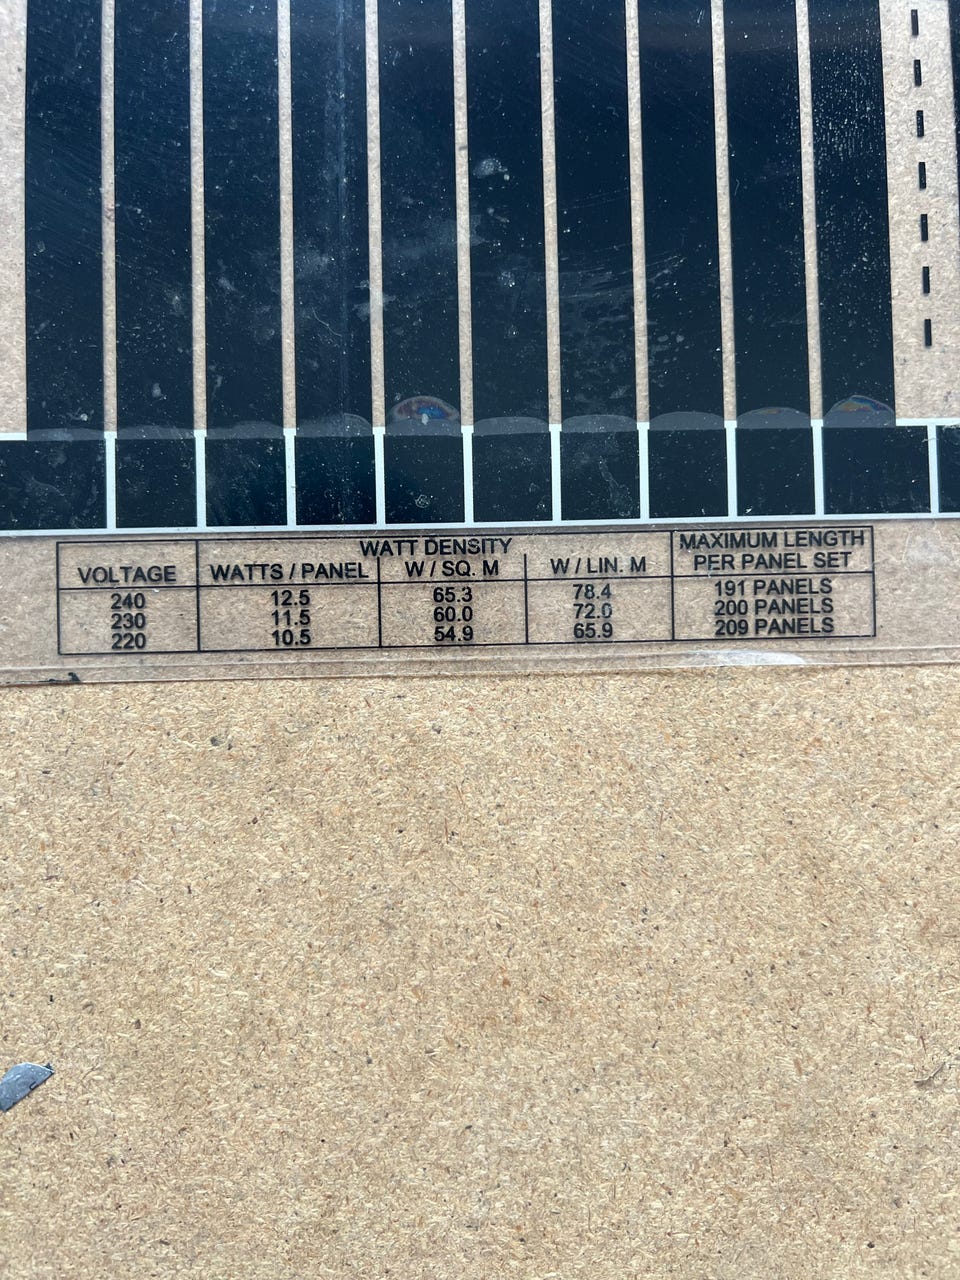 WATT DENSITY
MAXIMUM LENGTH
VOLTAGE WATTS / PANEL W / SQ. M W / LIN. M PER PANEL SET
240 12.5 65.3 78.4 191 PANELS
230 11.5 60.0 72.0 200 PANELS
220 10.5 54.9 65.9 209 PANELS